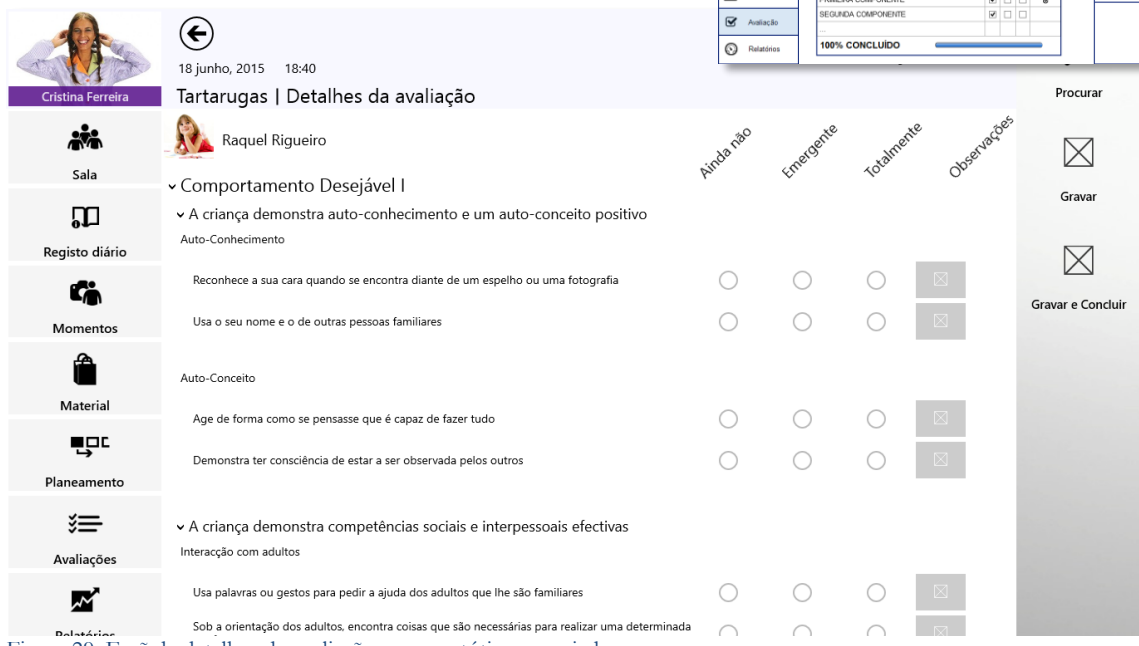 PRIMEIRA COMPONENTE
SEGUNDA COMPONENTE
...
Avaliação
Relatórios
100% CONCLUÍDO
18 junho, 2015 18:40
Cristina Ferreira
Tartarugas | Detalhes da avaliação
Procurar
Raquel Rigueiro
Ainda não
Emergente
Totalmente
Observações
Sala
Comportamento Desejável I
Gravar
A criança demonstra auto-conhecimento e um auto-conceito positivo
Auto-Conhecimento
Registo diário
Reconhece a sua cara quando se encontra diante de um espelho ou uma fotografia
Gravar e Concluir
Usa o seu nome e o de outras pessoas familiares
Momentos
Auto-Conceito
Material
Age de forma como se pensasse que é capaz de fazer tudo
Demonstra ter consciência de estar a ser observada pelos outros
Planeamento
A criança demonstra competências sociais e interpessoais efectivas
Interacção com adultos
Avaliações
Usa palavras ou gestos para pedir a ajuda dos adultos que lhe são familiares
Sob a orientação dos adultos, encontra coisas que são necessárias para realizar uma determinada
Relatórios